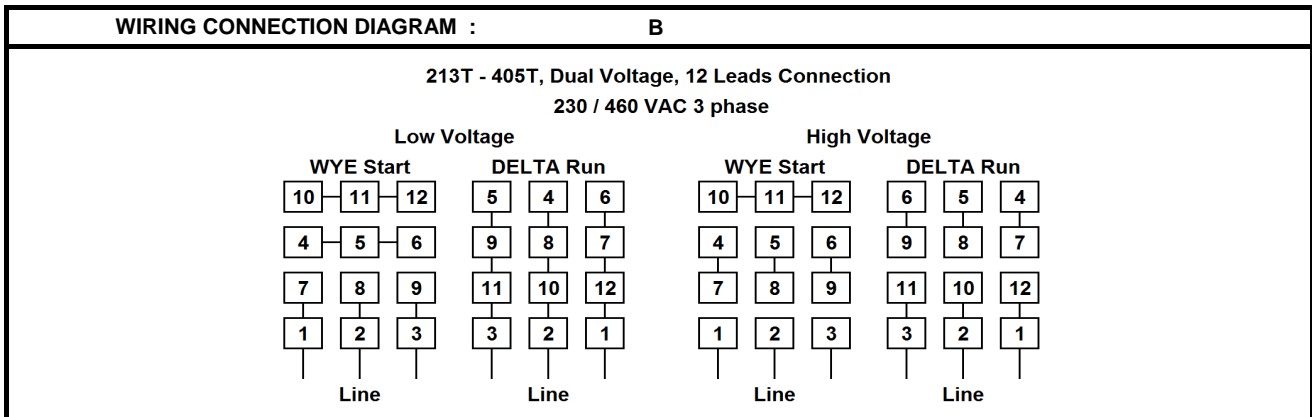 WIRING CONNECTION DIAGRAM : B
213T - 405T, Dual Voltage, 12 Leads Connection
230 / 460 VAC 3 phase
Low Voltage High Voltage
WYE Start DELTA Run WYE Start DELTA Run
10 11 12 5 4 6 10 11 12 6 5 4
4 5 6 9 8 7 4 5 6 9 8 7
7 8 9 11 10 12 7 8 9 11 10 12
1 2 3 3 2 1 1 2 3 3 2 1
Line Line Line Line